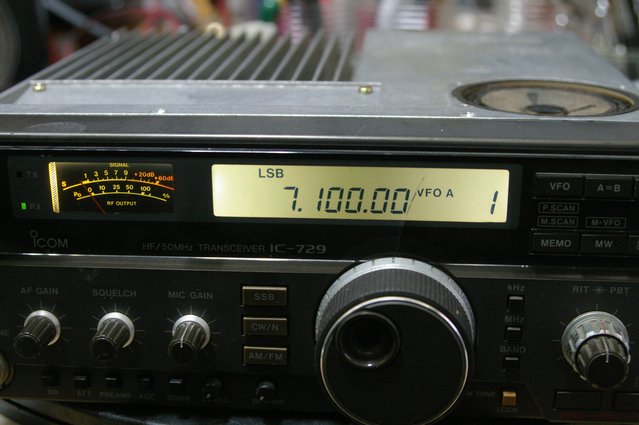 SIGNAL
S 1 3 5 7 9 +20dB +60dB
Po 0 10 25 50 100 %
RF OUTPUT
TX
RX
LSB
7.100.00 VFO A 1
VFO A=B
P.SCAN
M.SCAN M-VFO
MEMO MW
ICOM
HF/50MHz TRANSCEIVER IC-729
AF GAIN SQUELCH MIC GAIN
SSB
CW/N
AM/FM
kHz
MHz
BAND
RIT PBT
NB ATT PREAMP AGC COMP
M TONE
LOCK